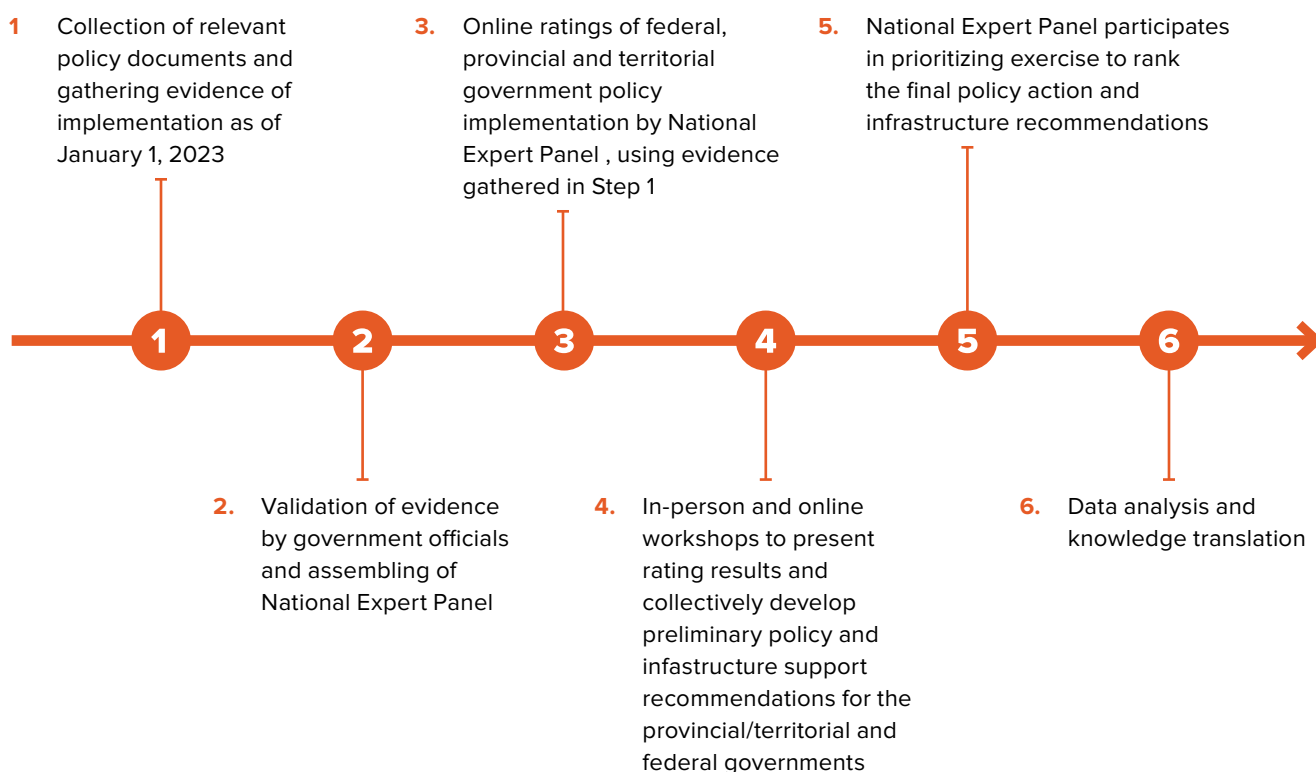 1 Collection of relevant
policy documents and
gathering evidence of
implementation as of
January 1, 2023
3. Online ratings of federal,
provincial and territorial
government policy
implementation by National
Expert Panel , using evidence
gathered in Step 1
5. National Expert Panel participates
in prioritizing exercise to rank
the final policy action and
infrastructure recommendations
1 2 3 4 5 6
2. Validation of evidence
by government officials
and assembling of
National Expert Panel
4. In-person and online
workshops to present
rating results and
collectively develop
preliminary policy and
infastructure support
recommendations for the
provincial/territorial and
federal governments
6. Data analysis and
knowledge translation